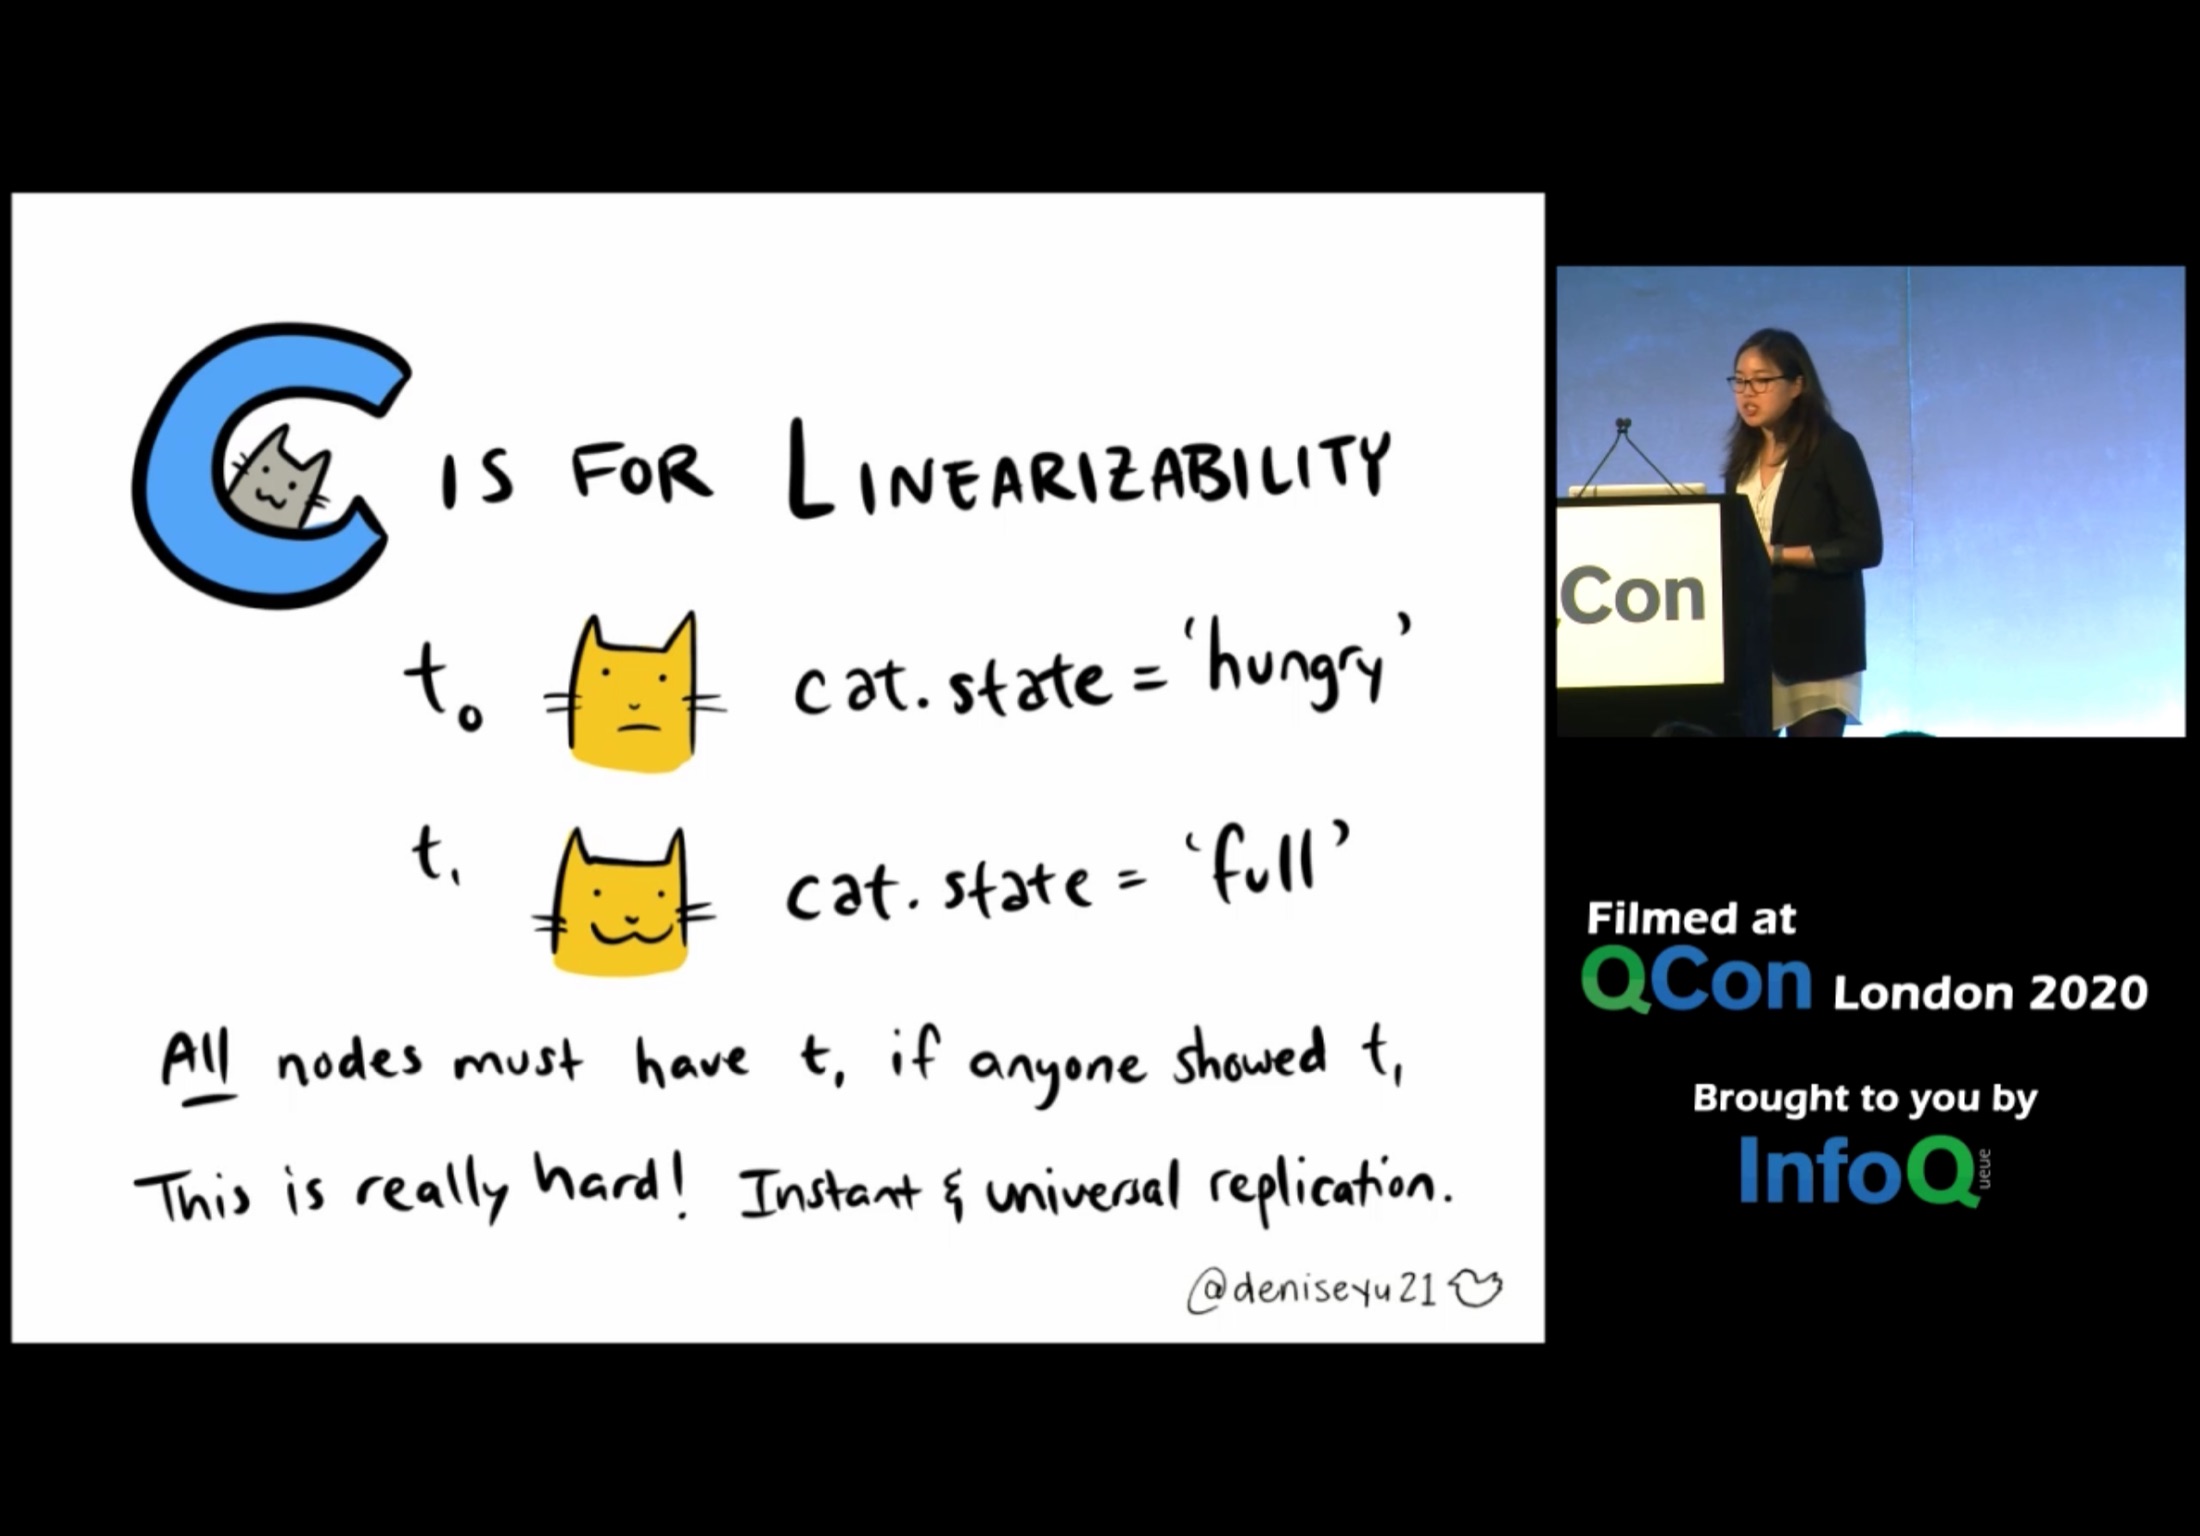 C IS FOR LINEARIZABILITY
t₀ cat.state = 'hungry'
t₁ cat.state = 'full'
All nodes must have t₁ if anyone showed t₁
This is really hard! Instant & universal replication.
@deniseyu21
Con
Filmed at
QCon London 2020
Brought to you by
InfoQ
ueue